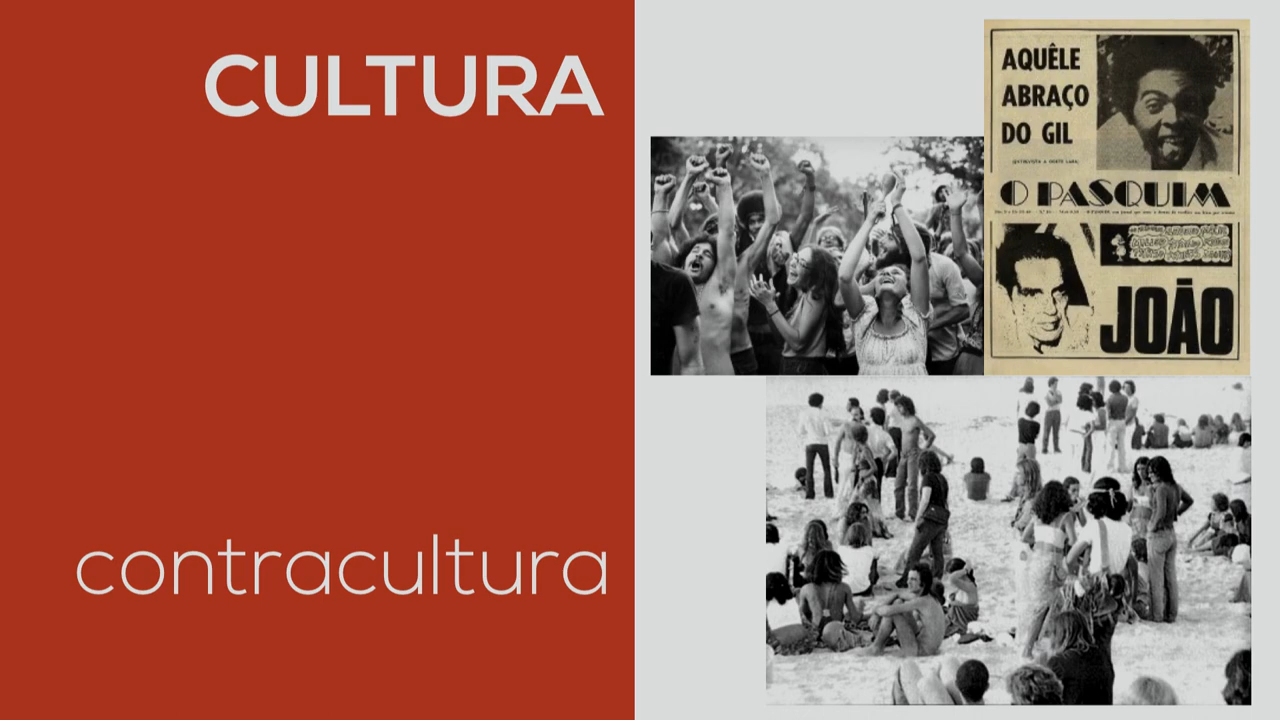 CULTURA
contracultura
AQUÊLE
ABRAÇO
DO GIL
O PASQUIM
JOÃO